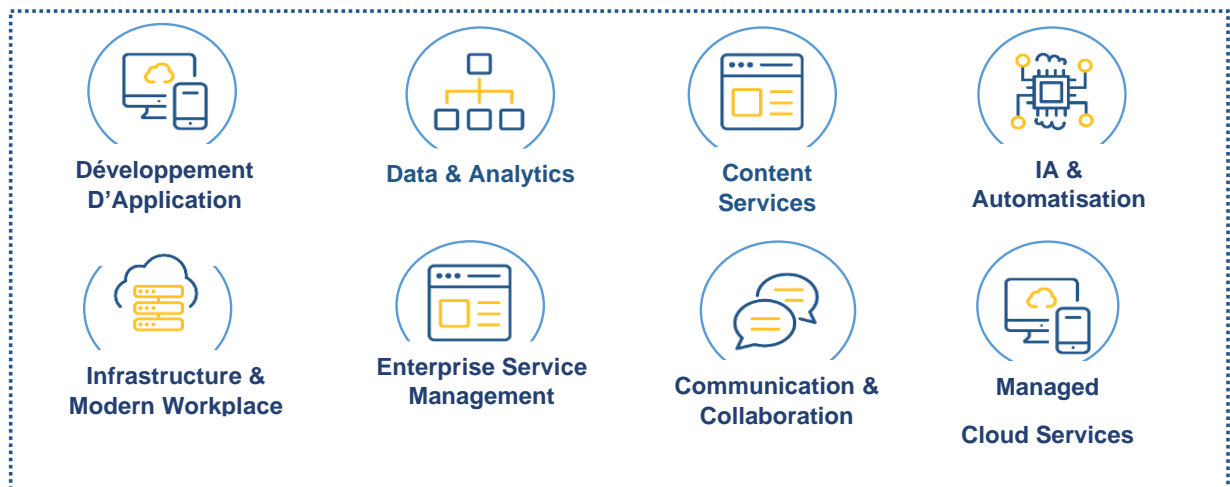 Développement
D’Application
Data & Analytics
Content
Services
IA &
Automatisation
Infrastructure &
Modern Workplace
Enterprise Service
Management
Communication &
Collaboration
Managed
Cloud Services